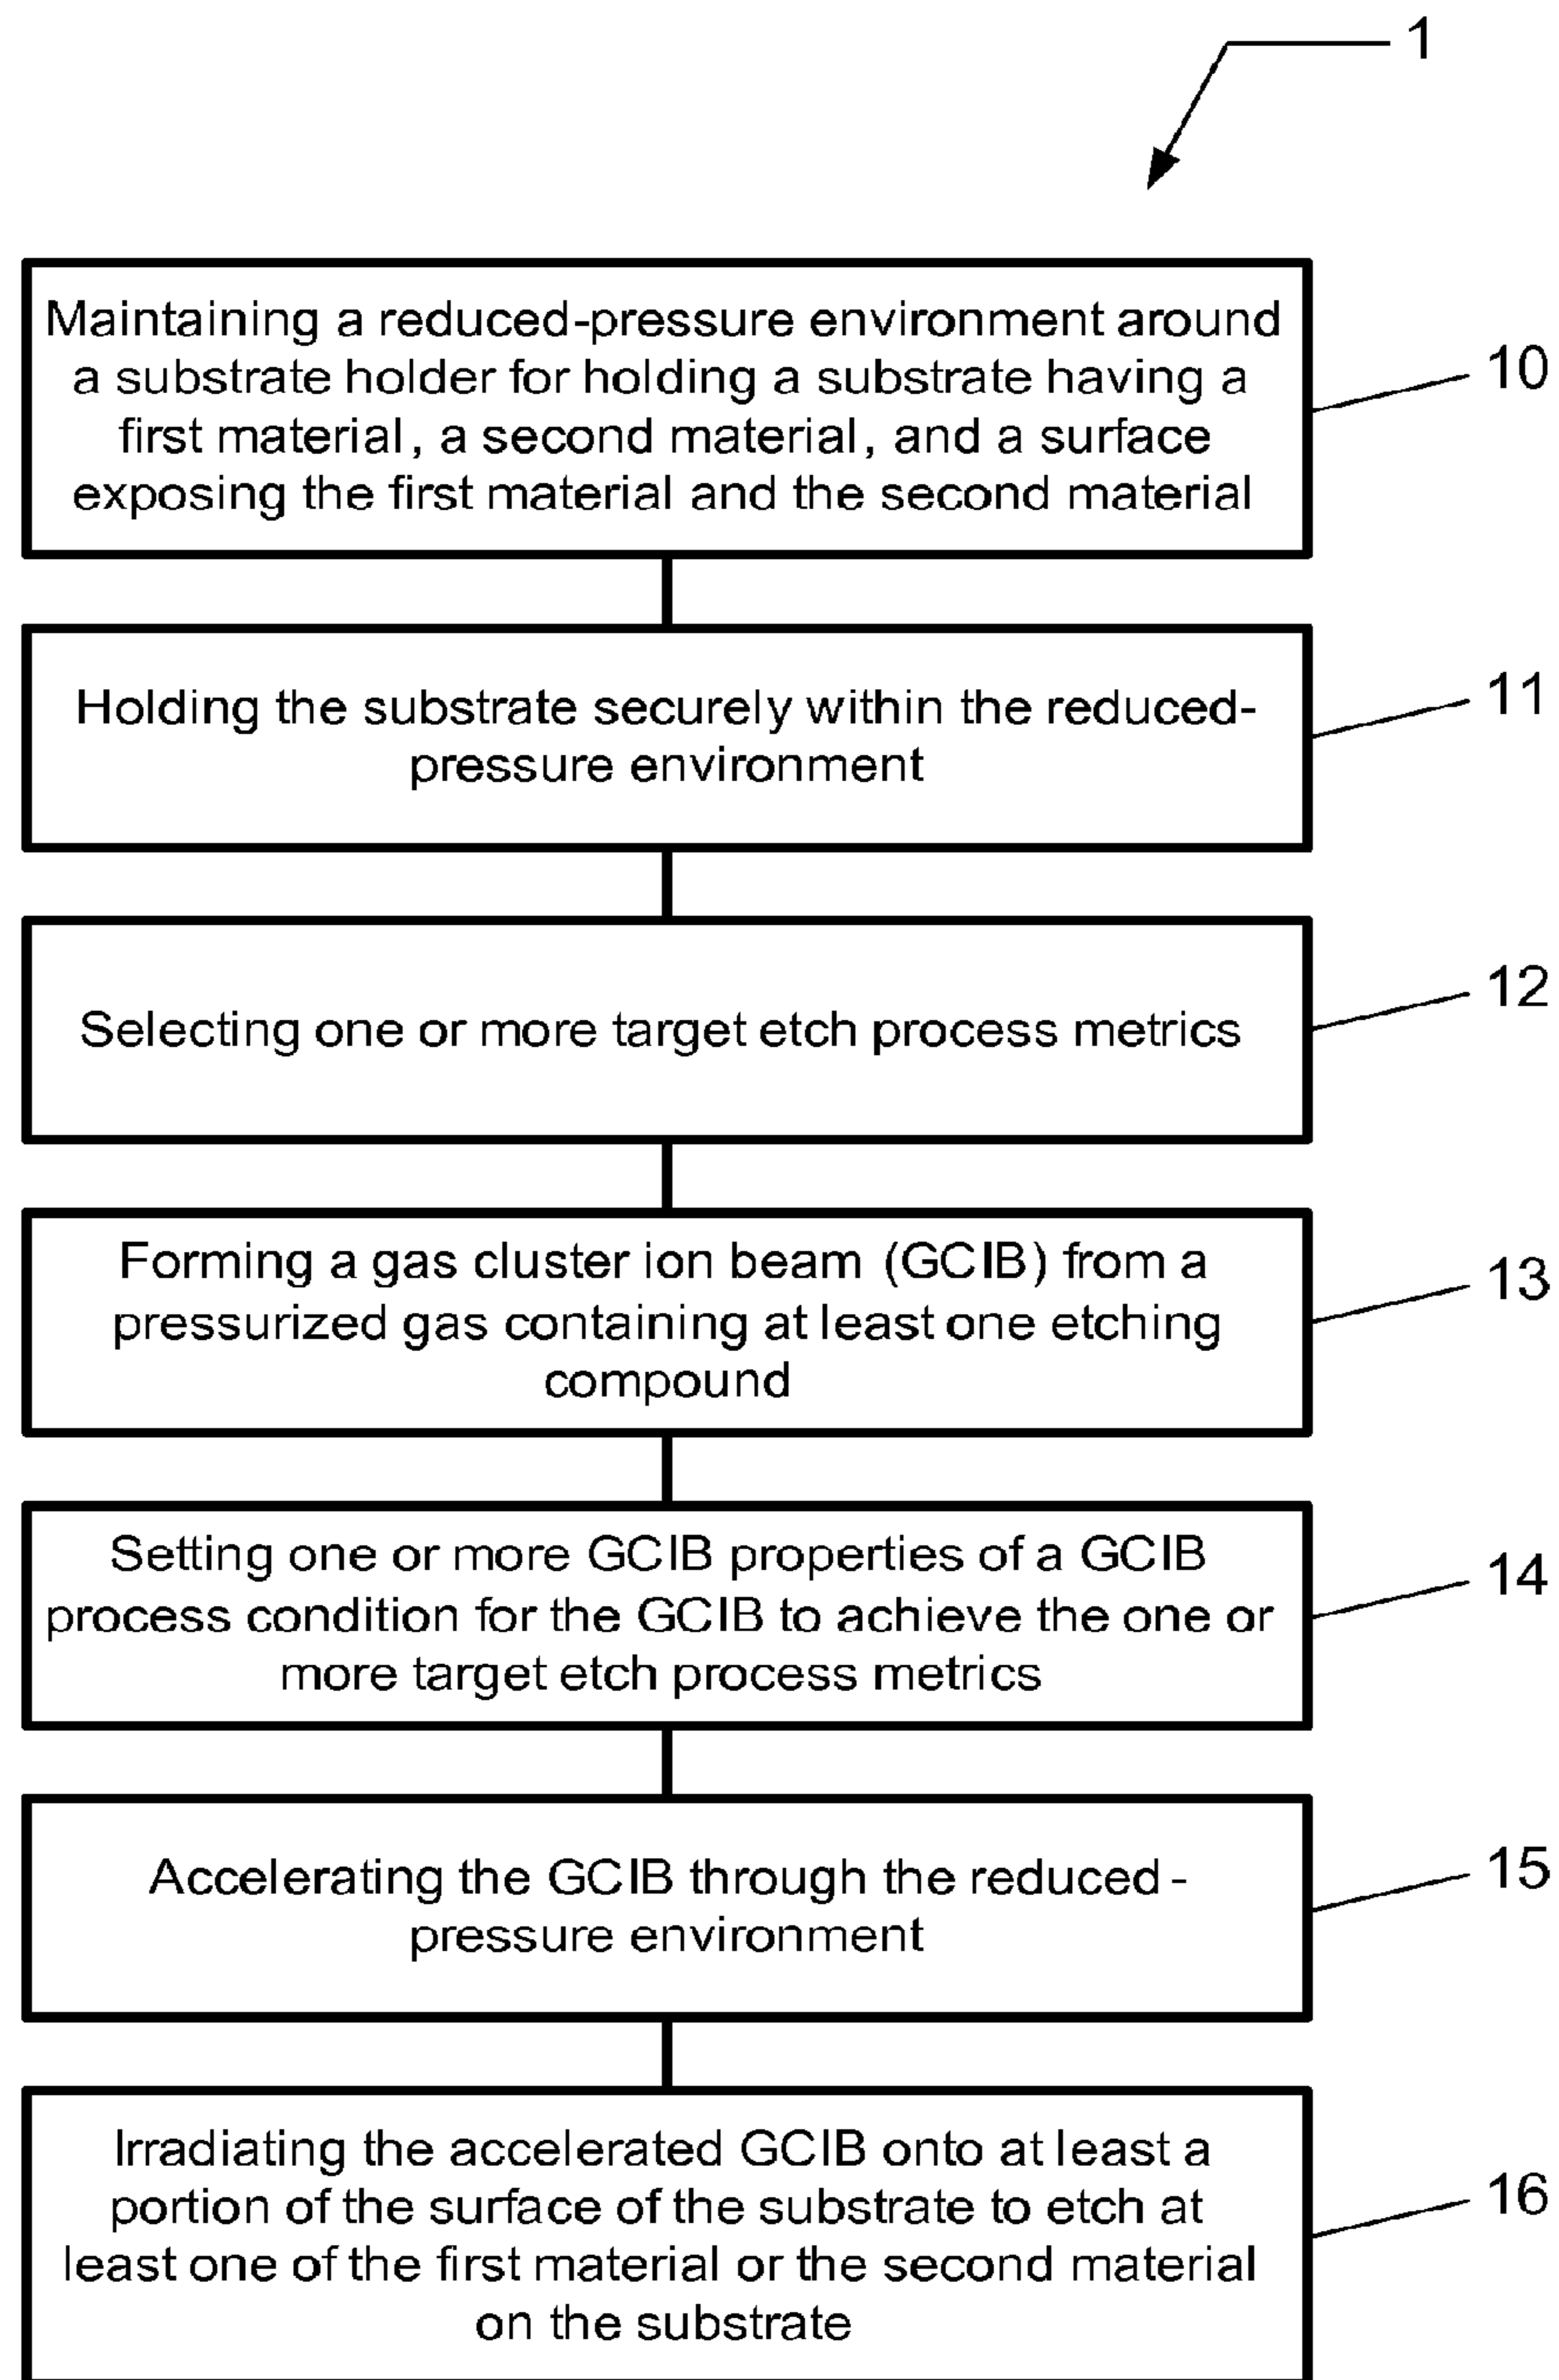 1
Maintaining a reduced-pressure environment around
a substrate holder for holding a substrate having a
first material, a second material, and a surface
exposing the first material and the second material
10
Holding the substrate securely within the reduced-
pressure environment
11
Selecting one or more target etch process metrics
12
Forming a gas cluster ion beam (GCIB) from a
pressurized gas containing at least one etching
compound
13
Setting one or more GCIB properties of a GCIB
process condition for the GCIB to achieve the one or
more target etch process metrics
14
Accelerating the GCIB through the reduced-
pressure environment
15
Irradiating the accelerated GCIB onto at least a
portion of the surface of the substrate to etch at
least one of the first material or the second material
on the substrate
16